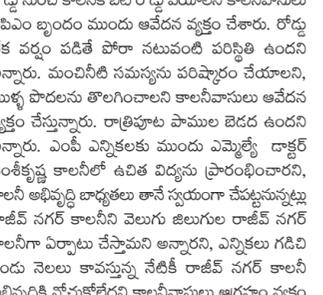 పీఎం బృందం ముందు ఆవేదన వ్యక్తం చేశారు. రోడ్డు
వర్షం పడితే పోరా నటువంటి పరిస్థితి ఉందని
న్నారు. మంచినీటి సమస్యను పరిష్కారం చేయాలని,
పొదలను తొలగించాలని కాలనీవాసులు ఆవేదన
చేస్తున్నారు. రాత్రిపూట పాముల బెడద ఉందని
న్నారు. ఎంపీ ఎన్నికలకు ముందు ఎమ్మెల్యే డాక్టర్
ంశీకృష్ణ కాలనీలో ఉచిత విద్యను ప్రారంభించారని,
అభివృద్ధి బాధ్యతలు తానే స్వయంగా చేపట్టనున్నట్లు
నగర్ కాలనీని వెలుగు జిలుగుల రాజీవ్ నగర్
కాలనీగా ఏర్పాటు చేస్తామని అన్నారని, ఎన్నికలు గడిచి
నెలలు కావస్తున్న నేటికీ రాజీవ్ నగర్ కాలనీ